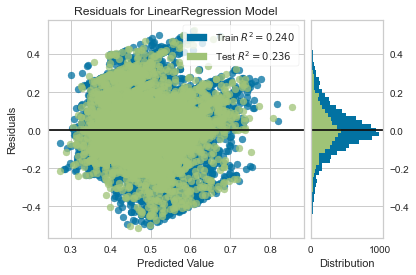 Residuals for LinearRegression Model
Train R² = 0.240
Test R² = 0.236
Residuals
0.4
0.2
0.0
−0.2
−0.4
0.3 0.4 0.5 0.6 0.7 0.8
Predicted Value
0.4
0.2
0.0
−0.2
−0.4
0 1000
Distribution